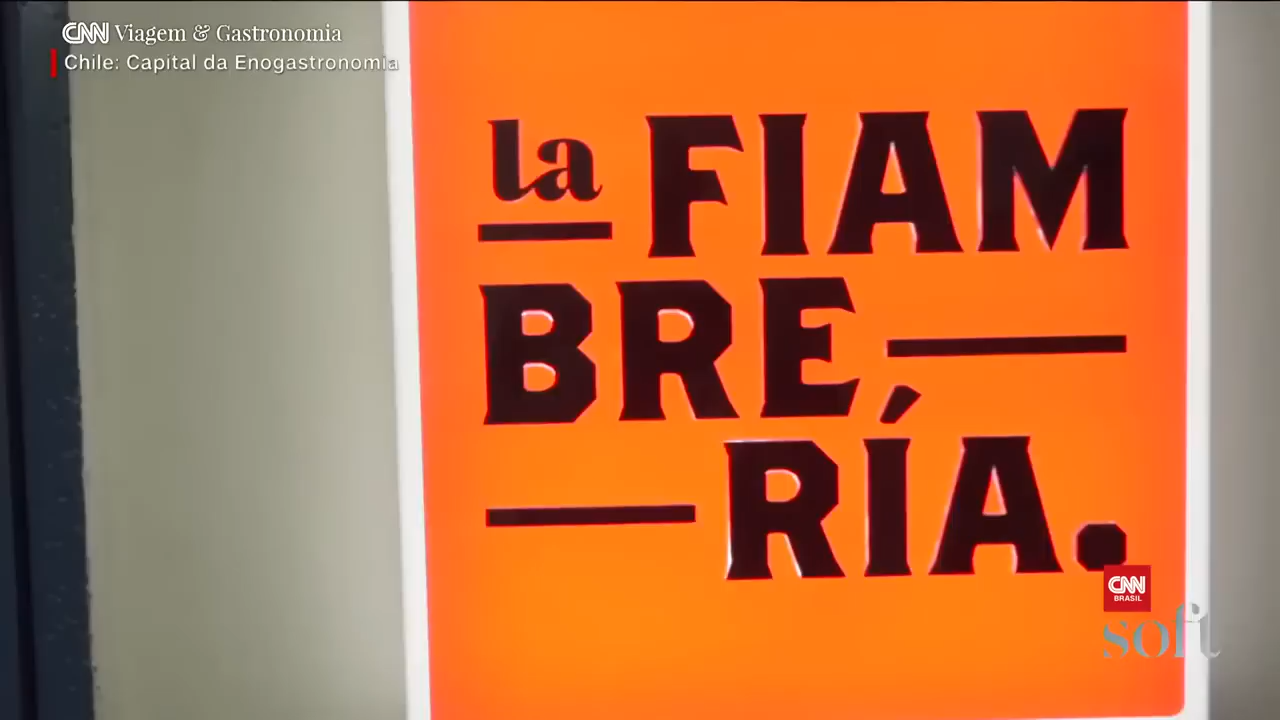 CNN Viagem & Gastronomia
Chile: Capital da Enogastronomia
la FIAM
BRE
RÍA.
CNN
BRASIL
soft